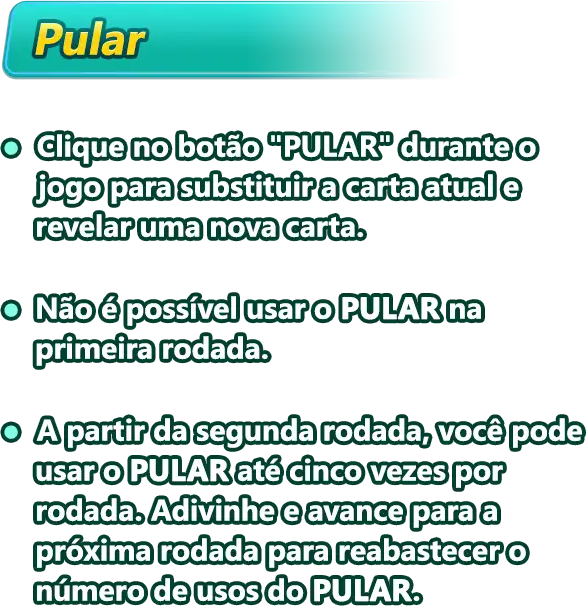 Pular
• Clique no botão "PULAR" durante o
jogo para substituir a carta atual e
revelar uma nova carta.
• Não é possível usar o PULAR na
primeira rodada.
• A partir da segunda rodada, você pode
usar o PULAR até cinco vezes por
rodada. Adivinhe e avance para a
próxima rodada para reabastecer o
número de usos do PULAR.